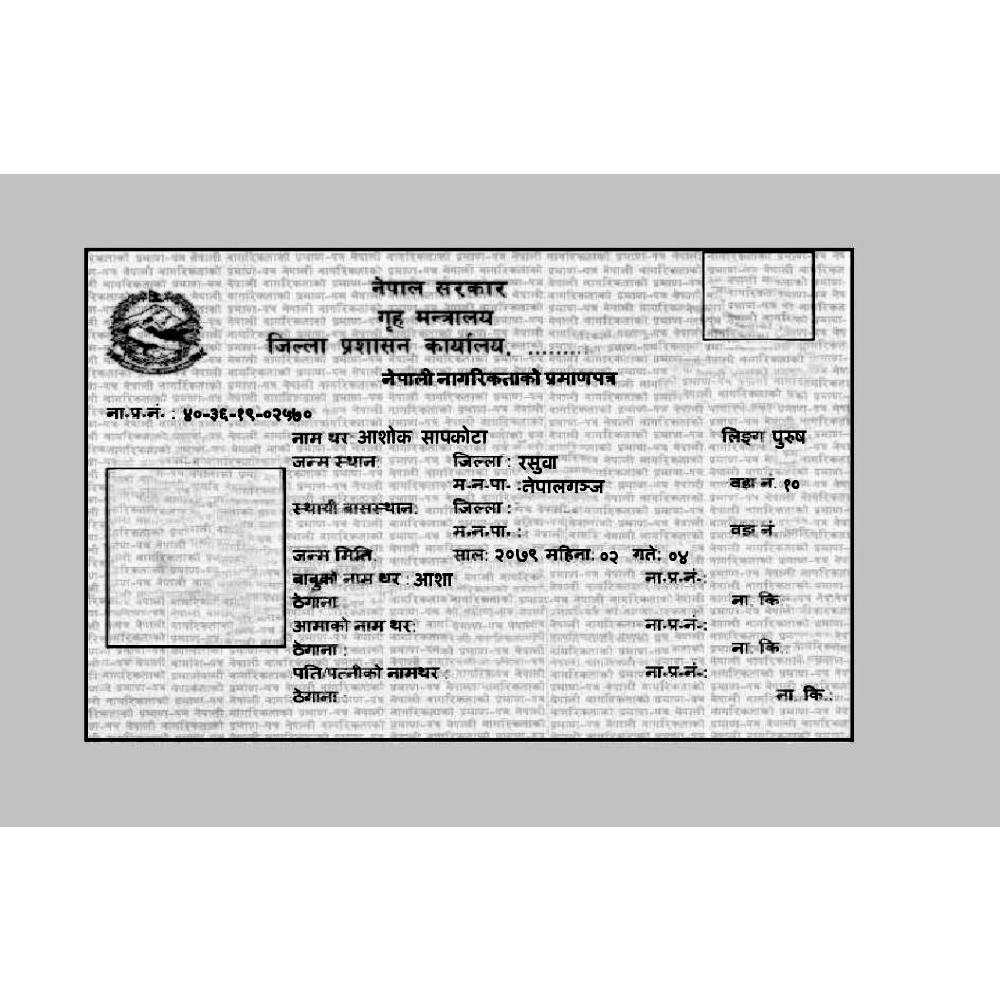 नेपाल सरकार
गृह मन्त्रालय
जिल्ला प्रशासन कार्यालय, .........
नेपाली नागरिकताको प्रमाणपत्र
ना.प्र.नं. : ४०-३६-१९-०२५७०
नाम थर: आशोक सापकोटा लिङ्ग पुरुष
जन्म स्थान: जिल्ला : रसुवा
म.न.पा. :नेपालगञ्ज वडा नं. १०
स्थायी बासस्थान: जिल्ला :
म.न.पा. : वडा नं.
जन्म मिति: साल: २०७९ महिना: ०२ गते: ०४
बाबुको नाम थर : आशा ना.प्र.नं.:
ठेगाना : ना. कि.
आमाको नाम थर: ना.प्र.नं.:
ठेगाना : ना. कि.:
पति/पत्नीको नामथर : ना.प्र.नं.:
ठेगाना : ना. कि.: